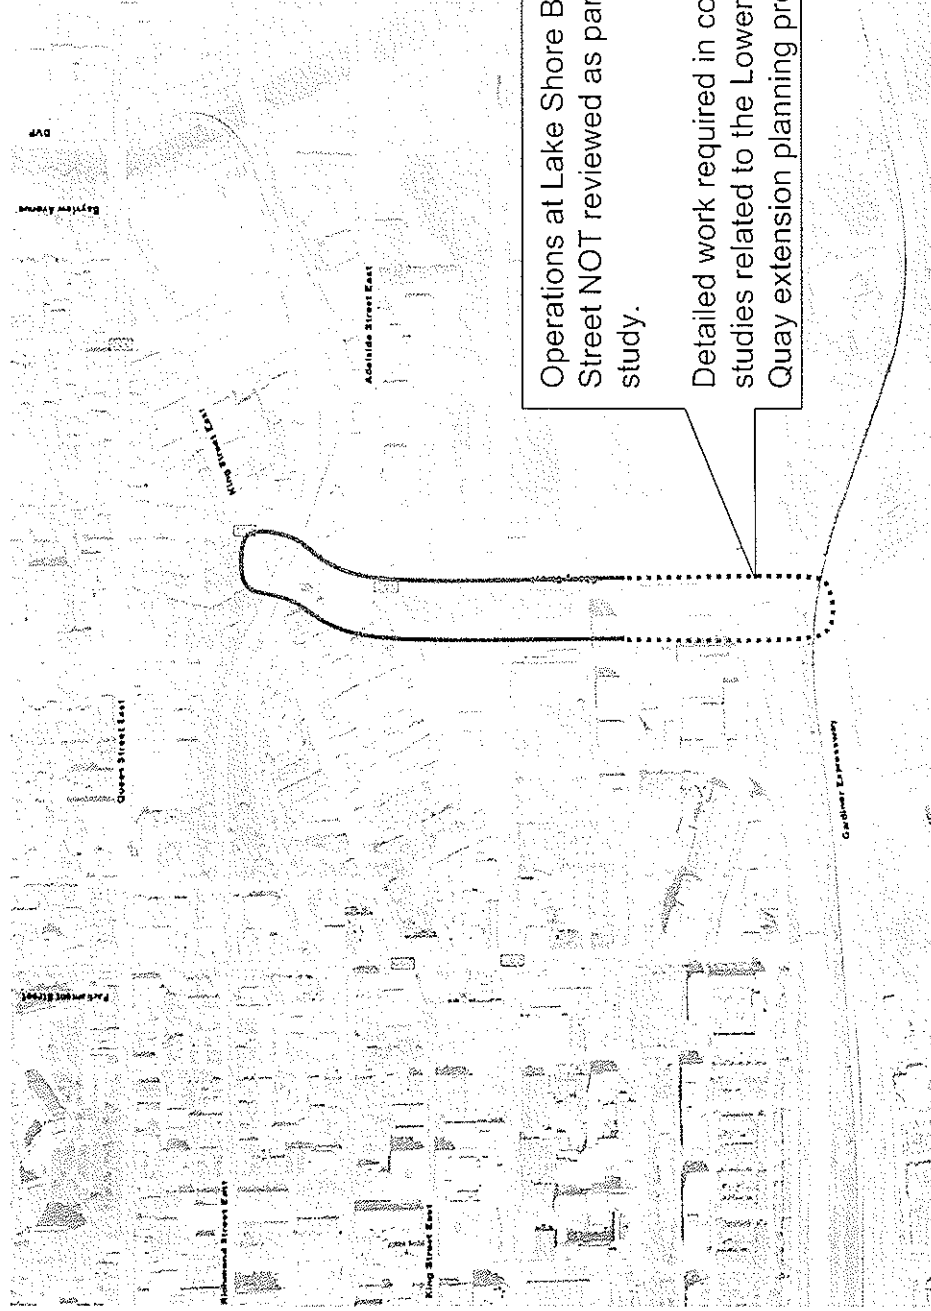 Operations at Lake Shore B
Street NOT reviewed as par
study.
Detailed work required in co
studies related to the Lower
Quay extension planning pro
DVP
Bayview Avenue
Adelaide Street East
King Street East
Queen Street East
Gardiner Expressway
Parliament Street
Richmond Street East
King Street East